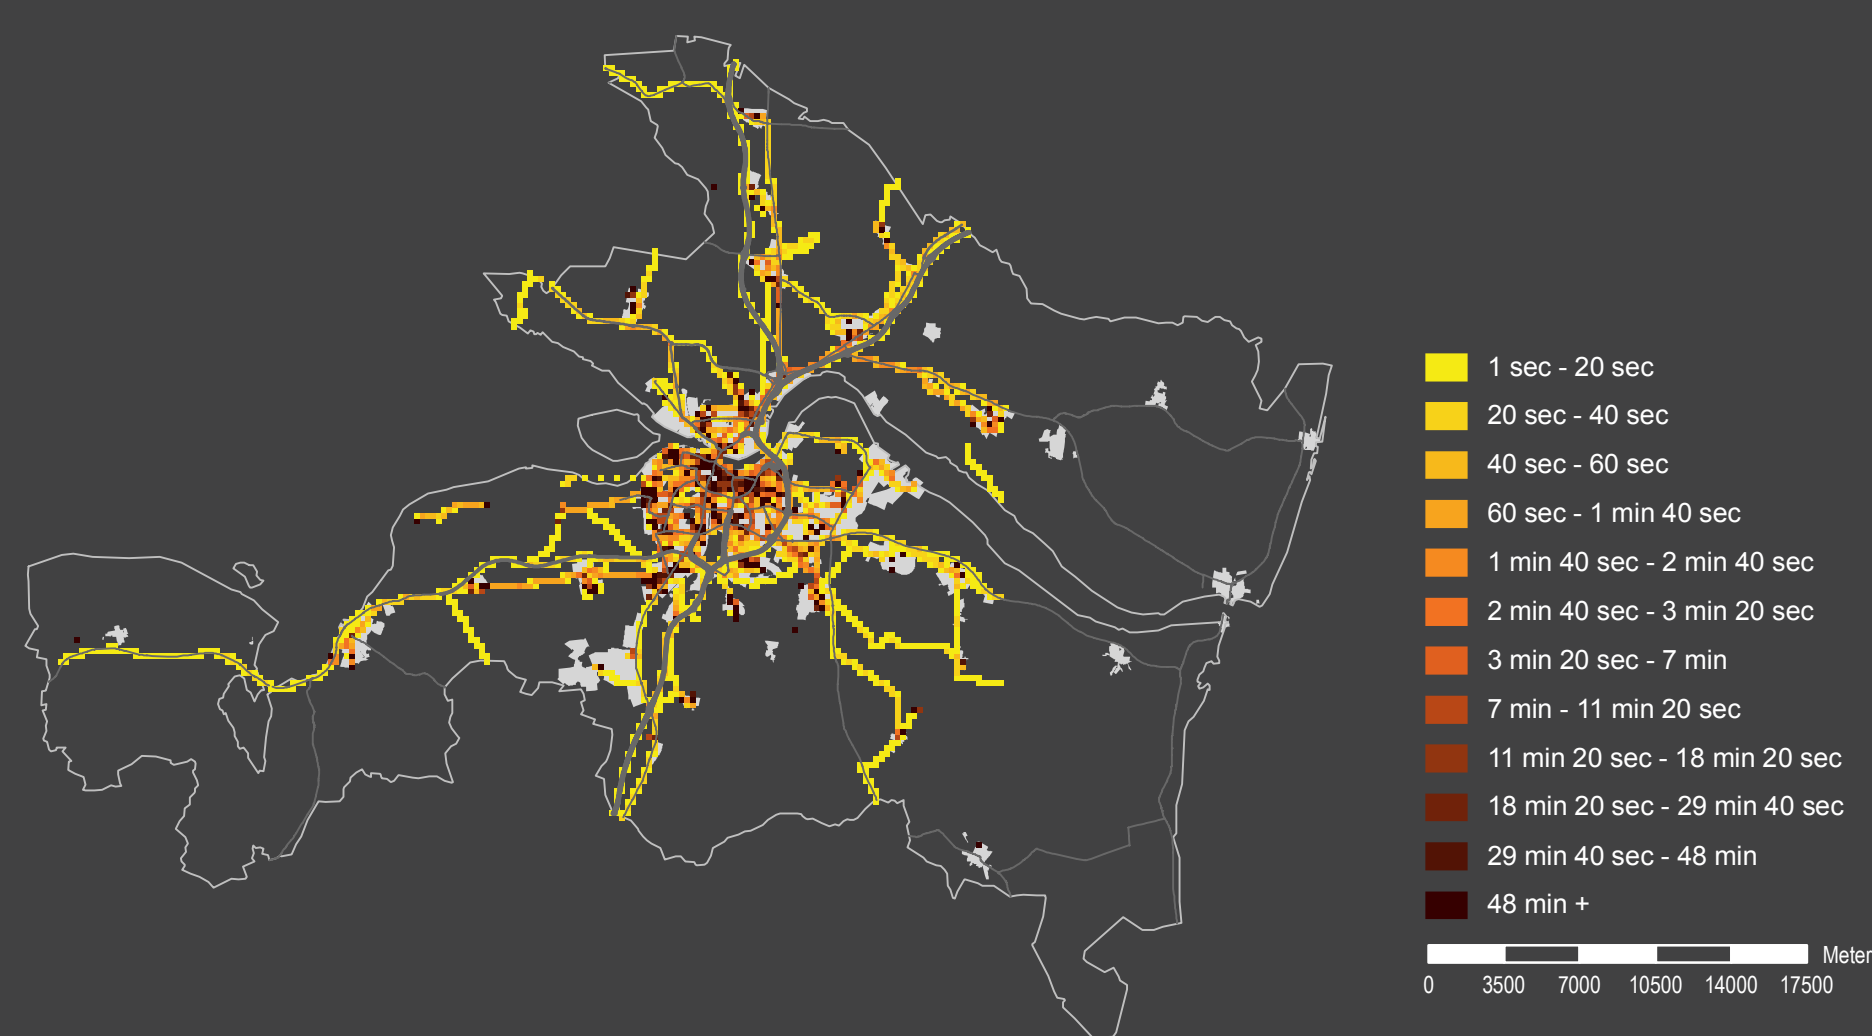 1 sec - 20 sec
20 sec - 40 sec
40 sec - 60 sec
60 sec - 1 min 40 sec
1 min 40 sec - 2 min 40 sec
2 min 40 sec - 3 min 20 sec
3 min 20 sec - 7 min
7 min - 11 min 20 sec
11 min 20 sec - 18 min 20 sec
18 min 20 sec - 29 min 40 sec
29 min 40 sec - 48 min
48 min +
Meter
0 3500 7000 10500 14000 17500